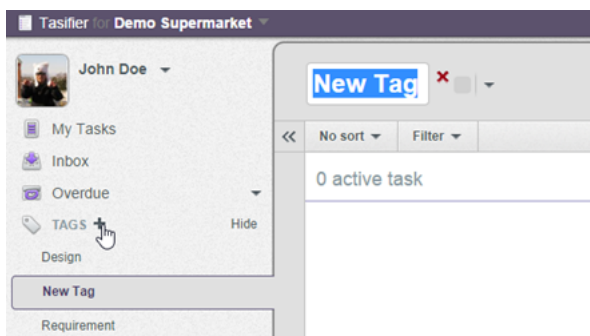 Tasifier for Demo Supermarket
John Doe
New Tag
My Tasks
No sort
Filter
Inbox
0 active task
Overdue
TAGS
Hide
Design
New Tag
Requirement